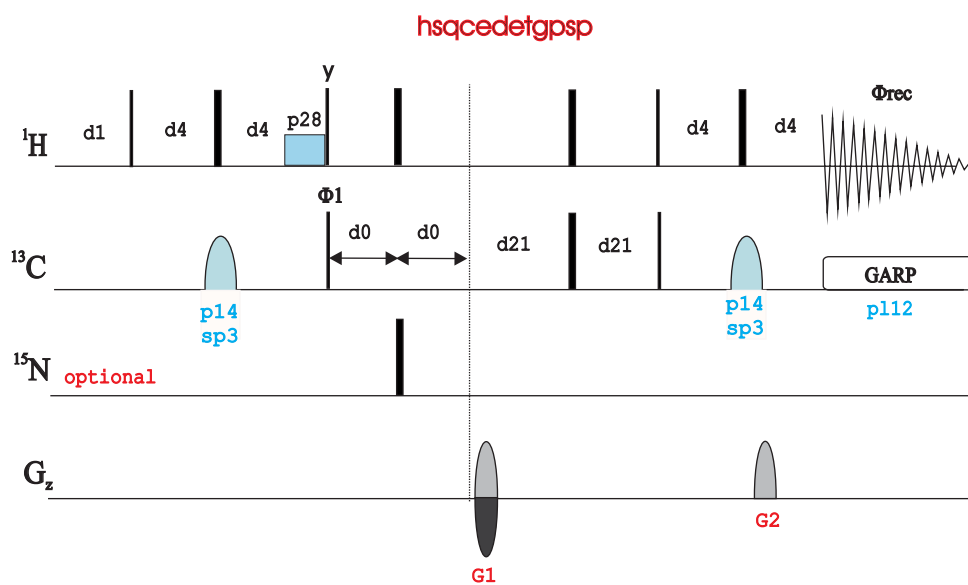 hsqcedetgpsp
y
Φrec
d1 d4 d4 p28 d4 d4
¹H
Φ1
d0 d0 d21 d21
¹³C
GARP
p14 p14 pl12
sp3 sp3
¹⁵N optional
Gz
G2
G1